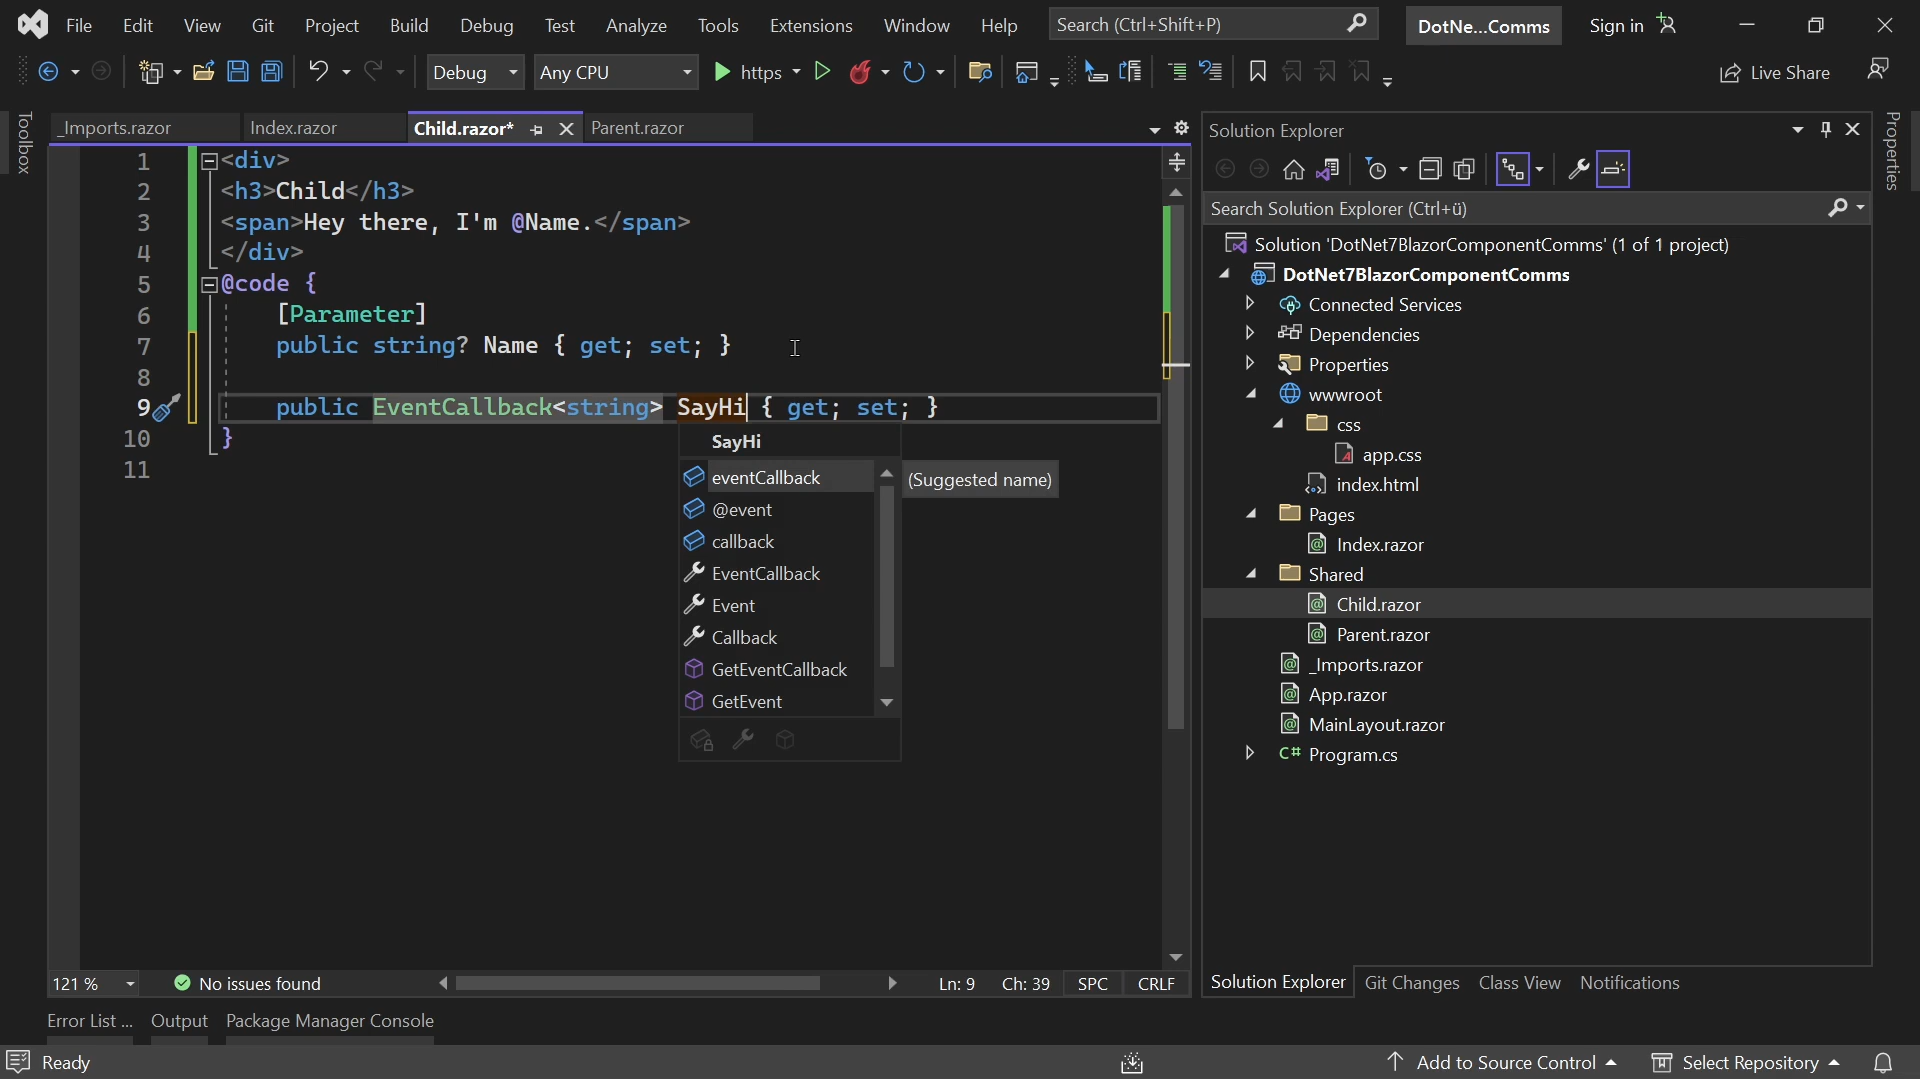 File Edit View Git Project Build Debug Test Analyze Tools Extensions Window Help Search (Ctrl+Shift+P) DotNe...Comms Sign in
Debug Any CPU https Live Share
Toolbox
_Imports.razor Index.razor Child.razor* Parent.razor
1 <div>
2 <h3>Child</h3>
3 <span>Hey there, I'm @Name.</span>
4 </div>
5 @code {
6 [Parameter]
7 public string? Name { get; set; }
8
9 public EventCallback<string> SayHi { get; set; }
10 }
11
SayHi
eventCallback (Suggested name)
@event
callback
EventCallback
Event
Callback
GetEventCallback
GetEvent
121 % No issues found Ln: 9 Ch: 39 SPC CRLF
Solution Explorer
Search Solution Explorer (Ctrl+ü)
Solution 'DotNet7BlazorComponentComms' (1 of 1 project)
DotNet7BlazorComponentComms
Connected Services
Dependencies
Properties
wwwroot
css
app.css
index.html
Pages
Index.razor
Shared
Child.razor
Parent.razor
_Imports.razor
App.razor
MainLayout.razor
C# Program.cs
Solution Explorer Git Changes Class View Notifications
Properties
Error List ... Output Package Manager Console
Ready Add to Source Control Select Repository